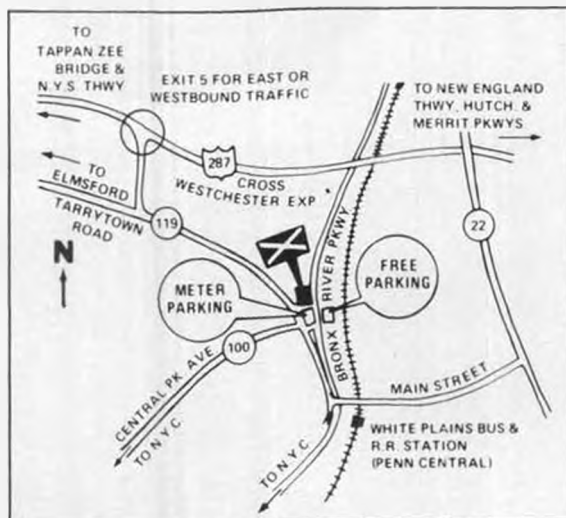 TO
TAPPAN ZEE
BRIDGE &
N.Y.S THWY
EXIT 5 FOR EAST OR
WESTBOUND TRAFFIC
TO NEW ENGLAND
THWY, HUTCH. &
MERRIT PKWYS
287
CROSS
WESTCHESTER EXP
TO
ELMSFORD
TARRYTOWN
ROAD
119
22
N
METER
PARKING
BRONX RIVER PKWY
FREE
PARKING
100
CENTRAL PK. AVE.
TO N.Y.C
MAIN STREET
TO N.Y.C
WHITE PLAINS BUS &
R.R. STATION
(PENN CENTRAL)